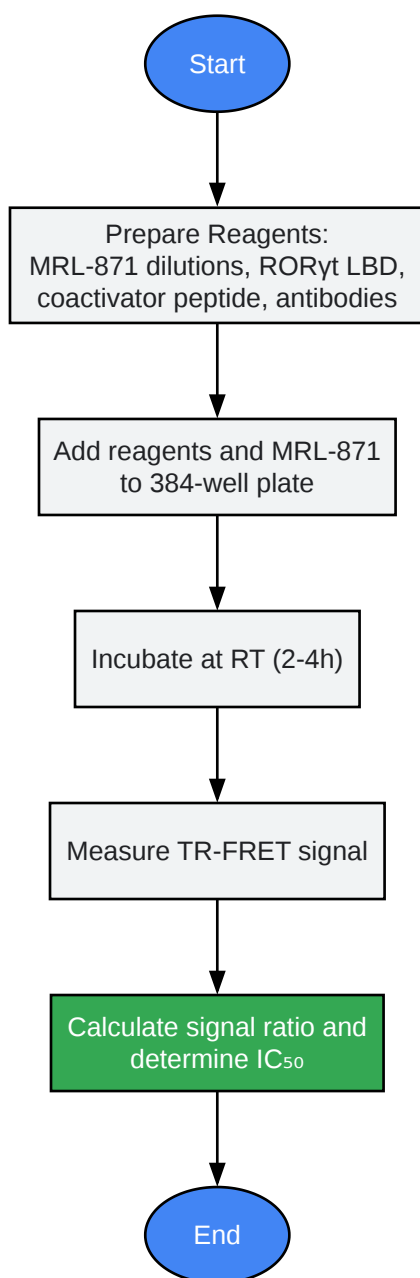 Start
Prepare Reagents:
MRL-871 dilutions, RORγt LBD,
coactivator peptide, antibodies
Add reagents and MRL-871
to 384-well plate
Incubate at RT (2-4h)
Measure TR-FRET signal
Calculate signal ratio and
determine IC₅₀
End